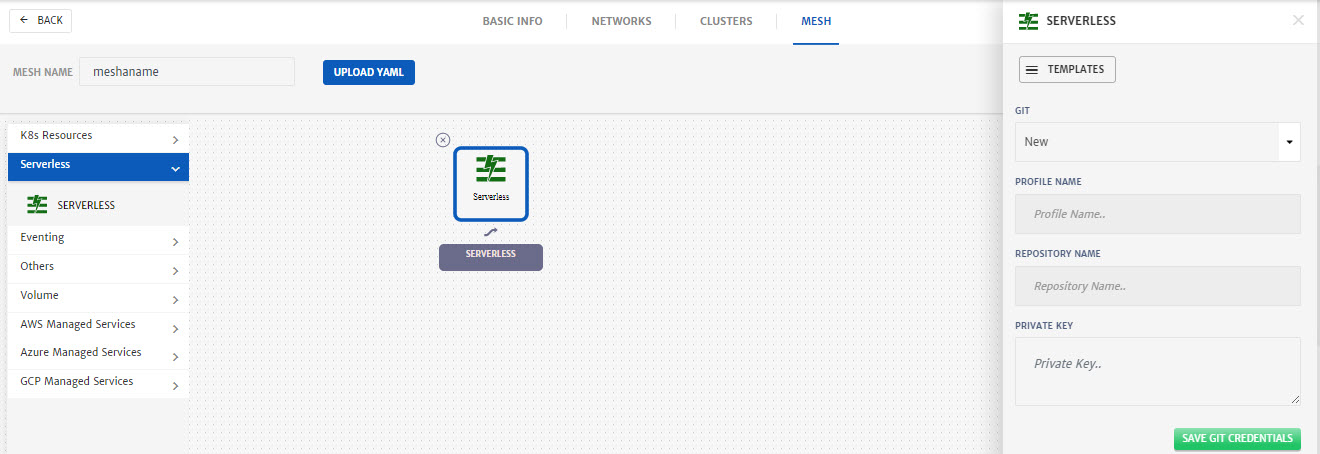 BACK
BASIC INFO
NETWORKS
CLUSTERS
MESH
MESH NAME
meshaname
UPLOAD YAML
K8s Resources
Serverless
SERVERLESS
Eventing
Others
Volume
AWS Managed Services
Azure Managed Services
GCP Managed Services
Serverless
SERVERLESS
SERVERLESS
TEMPLATES
GIT
New
PROFILE NAME
Profile Name..
REPOSITORY NAME
Repository Name..
PRIVATE KEY
Private Key..
SAVE GIT CREDENTIALS